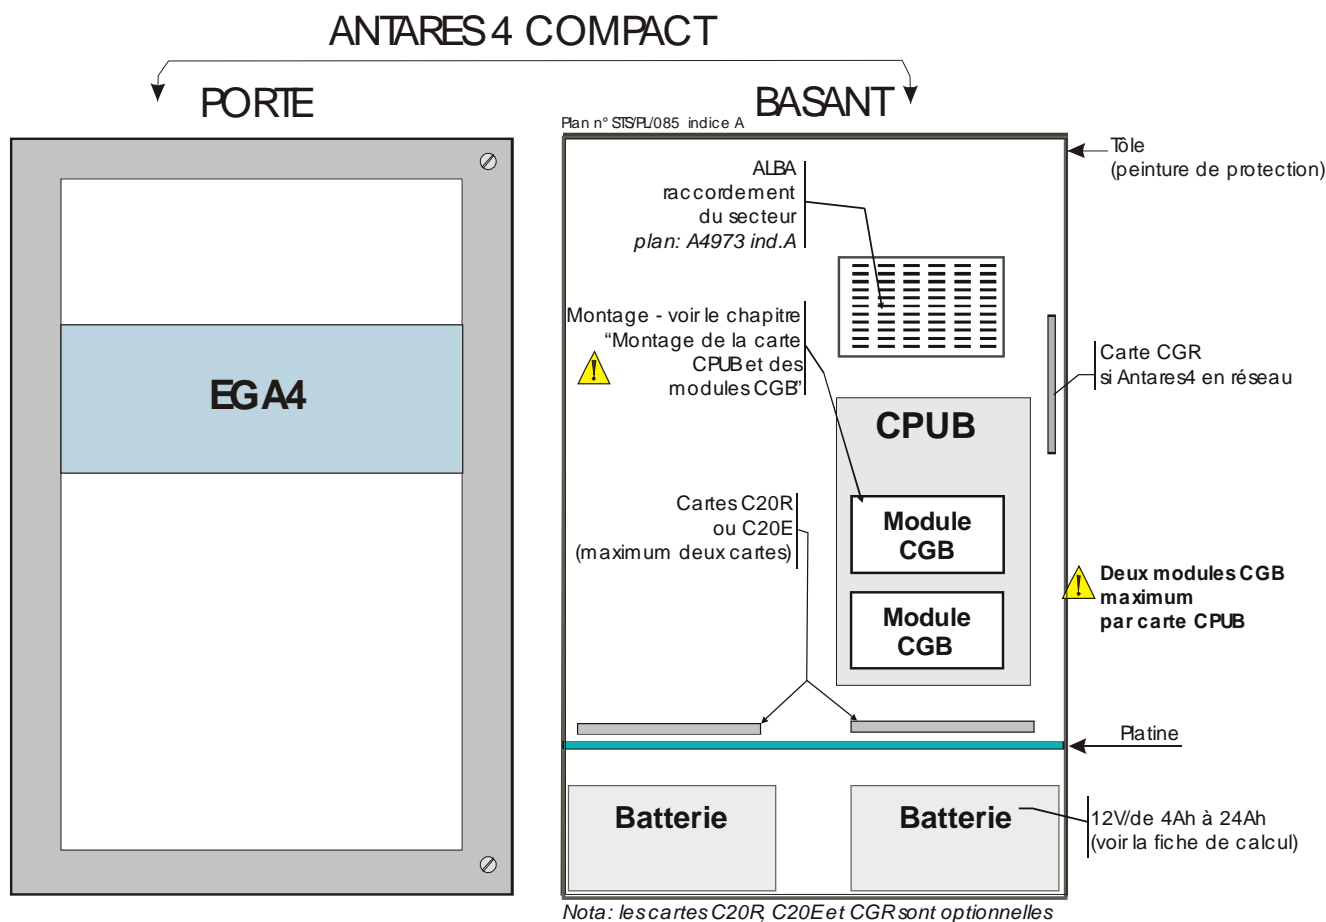 ANTARES 4 COMPACT
PORTE
BASANT
Plan n° STS/PL/085 indice A
Tôle
(peinture de protection)
ALBA
raccordement
du secteur
plan: A4973 ind.A
Montage - voir le chapitre
“Montage de la carte
CPUB et des
modules CGB”
Carte CGR
si Antares4 en réseau
EGA4
CPUB
Cartes C20R
ou C20E
(maximum deux cartes)
Module
CGB
Module
CGB
Deux modules CGB
maximum
par carte CPUB
Platine
Batterie
Batterie
12V/de 4Ah à 24Ah
(voir la fiche de calcul)
Nota: les cartes C20R, C20E et CGR sont optionnelles